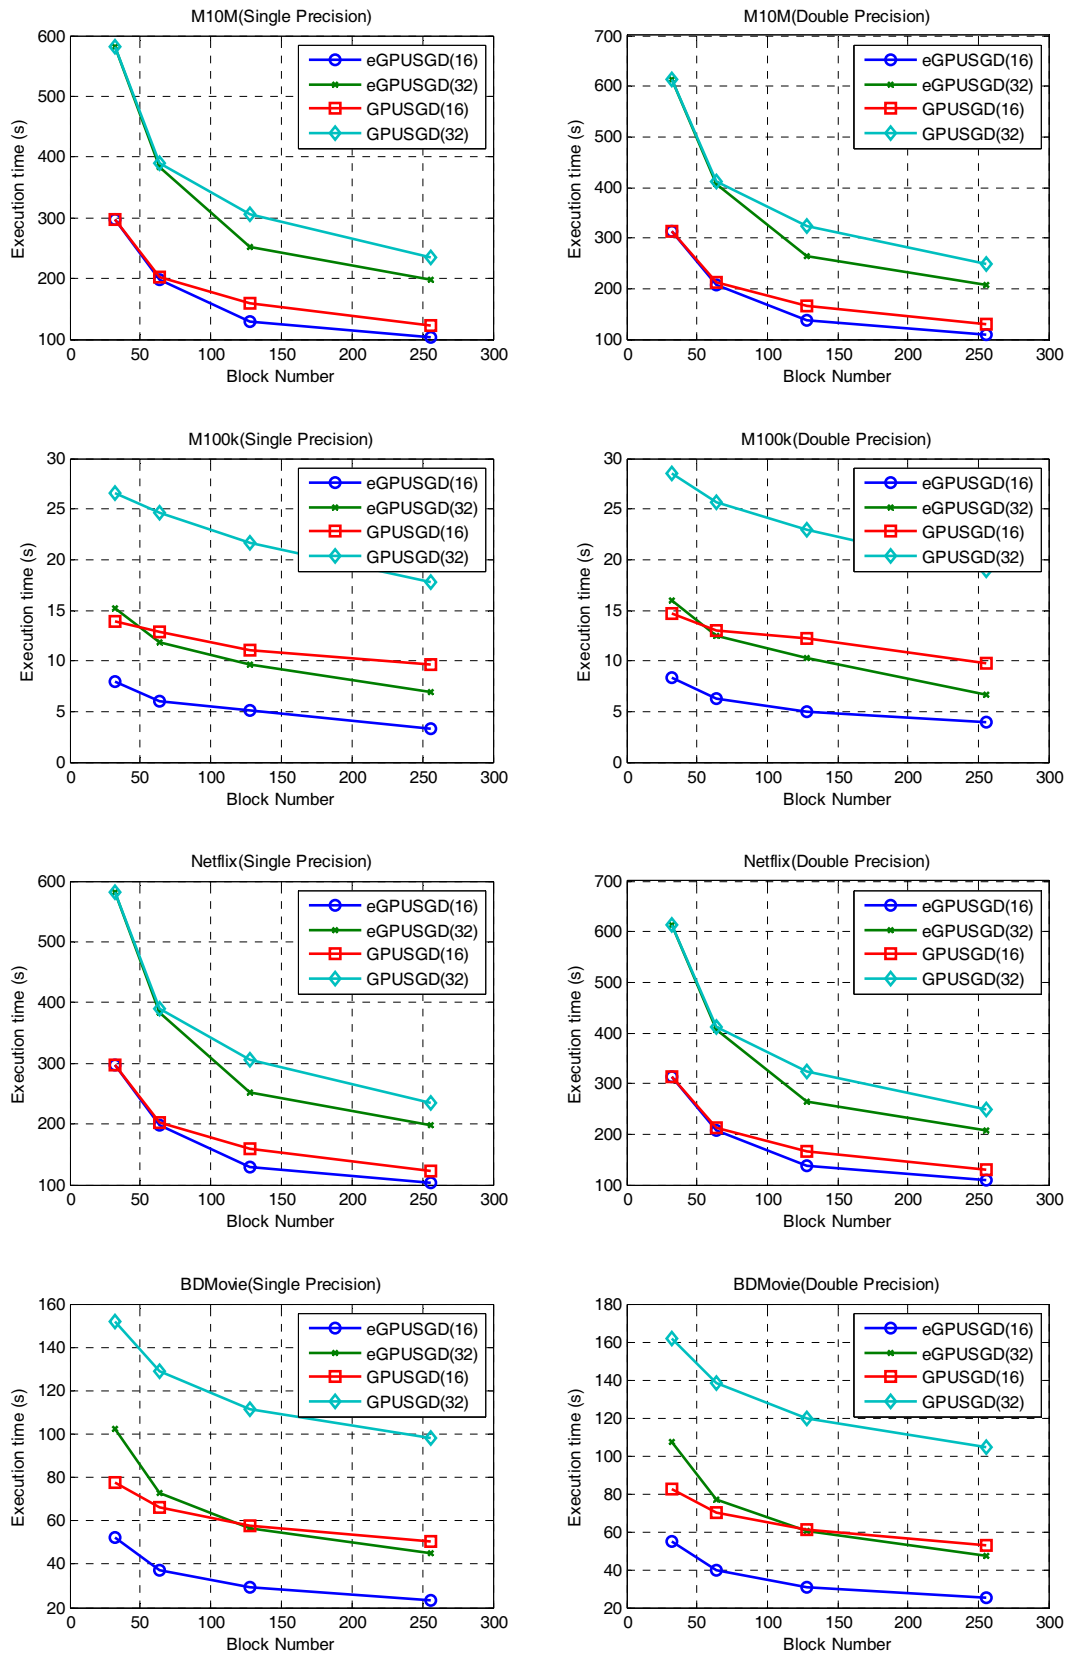 M10M(Single Precision)
600
500
400
300
200
100
0
50
100
150
200
250
300
Execution time (s)
Block Number
eGPUSGD(16)
eGPUSGD(32)
GPUSGD(16)
GPUSGD(32)
M10M(Double Precision)
700
600
500
400
300
200
100
0
50
100
150
200
250
300
Execution time (s)
Block Number
eGPUSGD(16)
eGPUSGD(32)
GPUSGD(16)
GPUSGD(32)
M100k(Single Precision)
30
25
20
15
10
5
0
0
50
100
150
200
250
300
Execution time (s)
Block Number
eGPUSGD(16)
eGPUSGD(32)
GPUSGD(16)
GPUSGD(32)
M100k(Double Precision)
30
25
20
15
10
5
0
0
50
100
150
200
250
300
Execution time (s)
Block Number
eGPUSGD(16)
eGPUSGD(32)
GPUSGD(16)
GPUSGD(32)
Netflix(Single Precision)
600
500
400
300
200
100
0
50
100
150
200
250
300
Execution time (s)
Block Number
eGPUSGD(16)
eGPUSGD(32)
GPUSGD(16)
GPUSGD(32)
Netflix(Double Precision)
700
600
500
400
300
200
100
0
50
100
150
200
250
300
Execution time (s)
Block Number
eGPUSGD(16)
eGPUSGD(32)
GPUSGD(16)
GPUSGD(32)
BDMovie(Single Precision)
160
140
120
100
80
60
40
20
0
50
100
150
200
250
300
Execution time (s)
Block Number
eGPUSGD(16)
eGPUSGD(32)
GPUSGD(16)
GPUSGD(32)
BDMovie(Double Precision)
180
160
140
120
100
80
60
40
20
0
50
100
150
200
250
300
Execution time (s)
Block Number
eGPUSGD(16)
eGPUSGD(32)
GPUSGD(16)
GPUSGD(32)